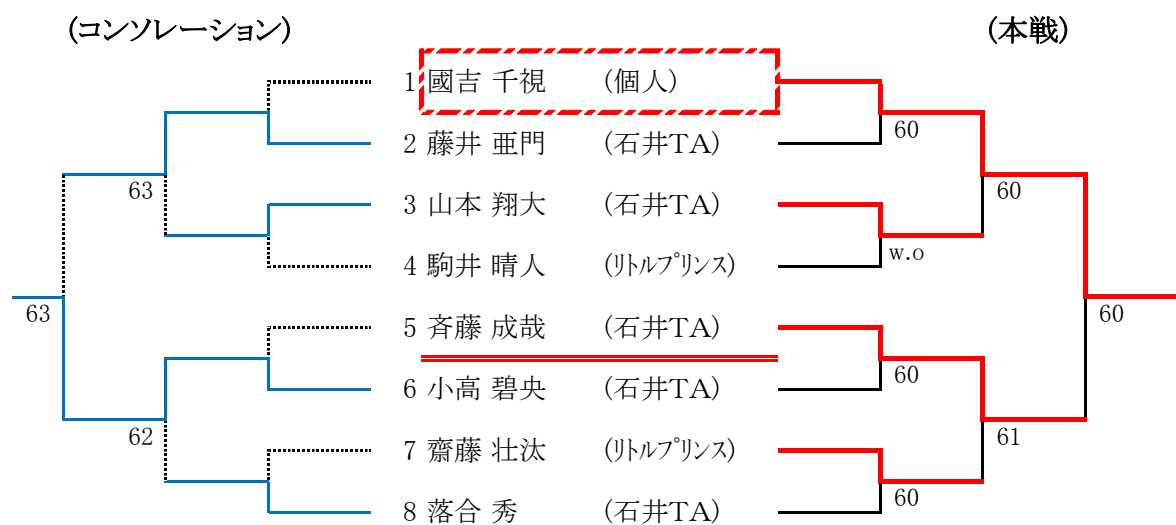 (コンソレーション) (本戦)
1 國吉 千視 (個人)
60
2 藤井 亜門 (石井TA)
63 60
3 山本 翔大 (石井TA)
w.o
4 駒井 晴人 (ﾘﾄﾙﾌﾟﾘﾝｽ)
63 60
5 斉藤 成哉 (石井TA)
60
6 小高 碧央 (石井TA)
62 61
7 齋藤 壮汰 (ﾘﾄﾙﾌﾟﾘﾝｽ)
60
8 落合 秀 (石井TA)